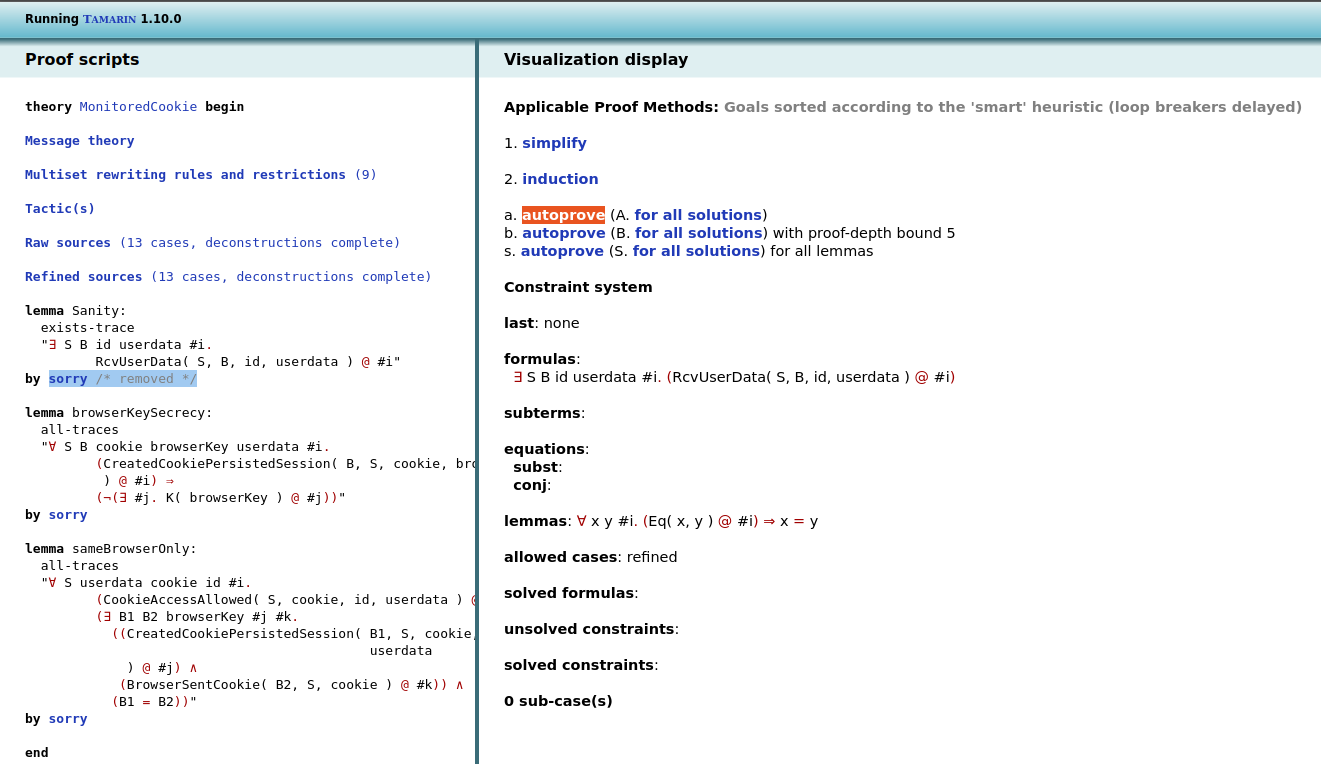 Running TAMARIN 1.10.0
Proof scripts
theory MonitoredCookie begin
Message theory
Multiset rewriting rules and restrictions (9)
Tactic(s)
Raw sources (13 cases, deconstructions complete)
Refined sources (13 cases, deconstructions complete)
lemma Sanity:
exists-trace
"∃ S B id userdata #i.
RcvUserData( S, B, id, userdata ) @ #i"
by sorry /* removed */
lemma browserKeySecrecy:
all-traces
"∀ S B cookie browserKey userdata #i.
(CreatedCookiePersistedSession( B, S, cookie, bro
) @ #i) ⇒
(¬(∃ #j. K( browserKey ) @ #j))"
by sorry
lemma sameBrowserOnly:
all-traces
"∀ S userdata cookie id #i.
(CookieAccessAllowed( S, cookie, id, userdata ) @
(∃ B1 B2 browserKey #j #k.
((CreatedCookiePersistedSession( B1, S, cookie,
userdata
) @ #j) ∧
(BrowserSentCookie( B2, S, cookie ) @ #k)) ∧
(B1 = B2))"
by sorry
end
Visualization display
Applicable Proof Methods: Goals sorted according to the 'smart' heuristic (loop breakers delayed)
1. simplify
2. induction
a. autoprove (A. for all solutions)
b. autoprove (B. for all solutions) with proof-depth bound 5
s. autoprove (S. for all solutions) for all lemmas
Constraint system
last: none
formulas:
∃ S B id userdata #i. (RcvUserData( S, B, id, userdata ) @ #i)
subterms:
equations:
subst:
conj:
lemmas: ∀ x y #i. (Eq( x, y ) @ #i) ⇒ x = y
allowed cases: refined
solved formulas:
unsolved constraints:
solved constraints:
0 sub-case(s)